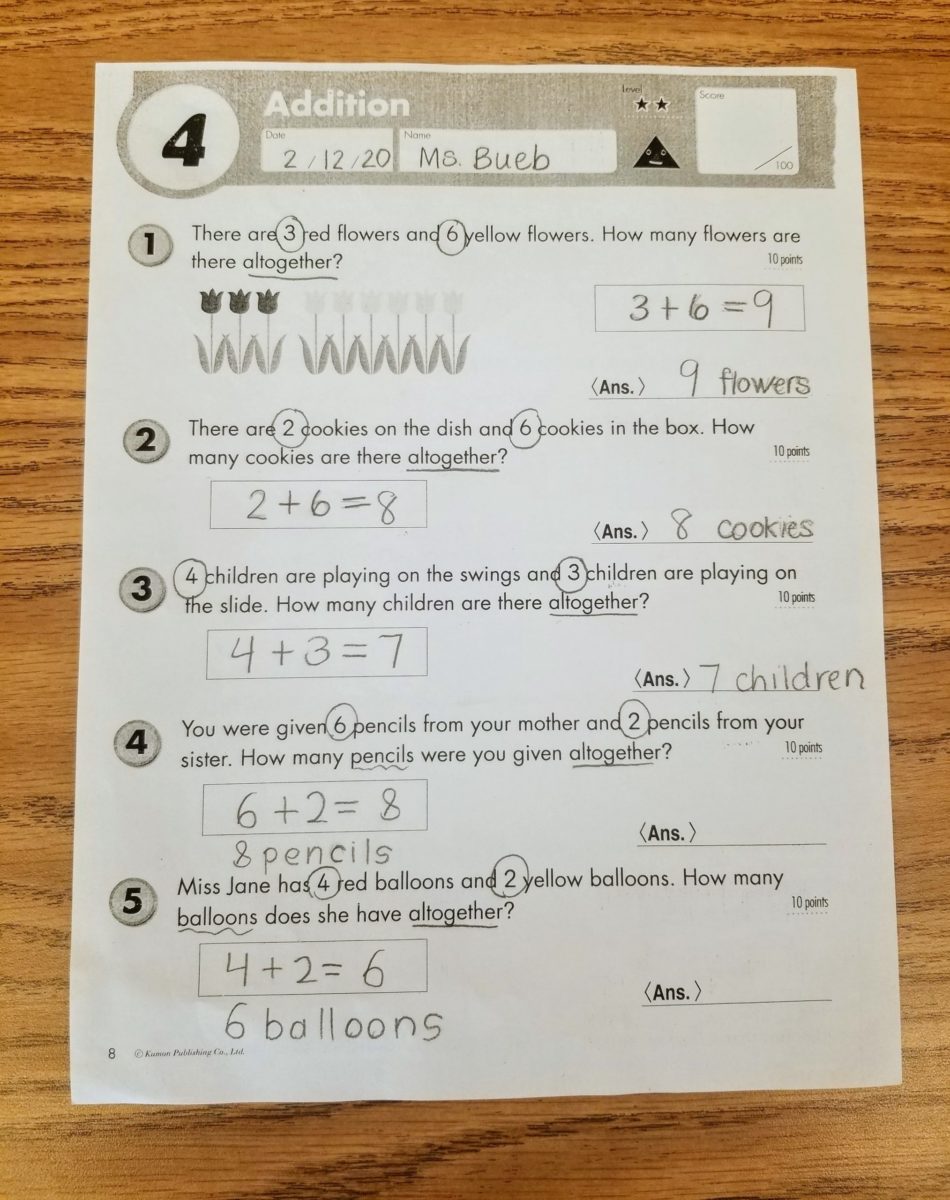 4
Addition
Level
Score
Date
Name
2/12/20
Ms. Bueb
/100
1
There are 3 red flowers and 6 yellow flowers. How many flowers are
there altogether?
10 points
3+6=9
〈Ans.〉 9 flowers
2
There are 2 cookies on the dish and 6 cookies in the box. How
many cookies are there altogether?
10 points
2+6=8
〈Ans.〉 8 cookies
3
4 children are playing on the swings and 3 children are playing on
the slide. How many children are there altogether?
10 points
4+3=7
〈Ans.〉 7 children
4
You were given 6 pencils from your mother and 2 pencils from your
sister. How many pencils were you given altogether?
10 points
6+2= 8
〈Ans.〉
8 pencils
5
Miss Jane has 4 red balloons and 2 yellow balloons. How many
balloons does she have altogether?
10 points
4+2= 6
〈Ans.〉
6 balloons
8 © Kumon Publishing Co., Ltd.